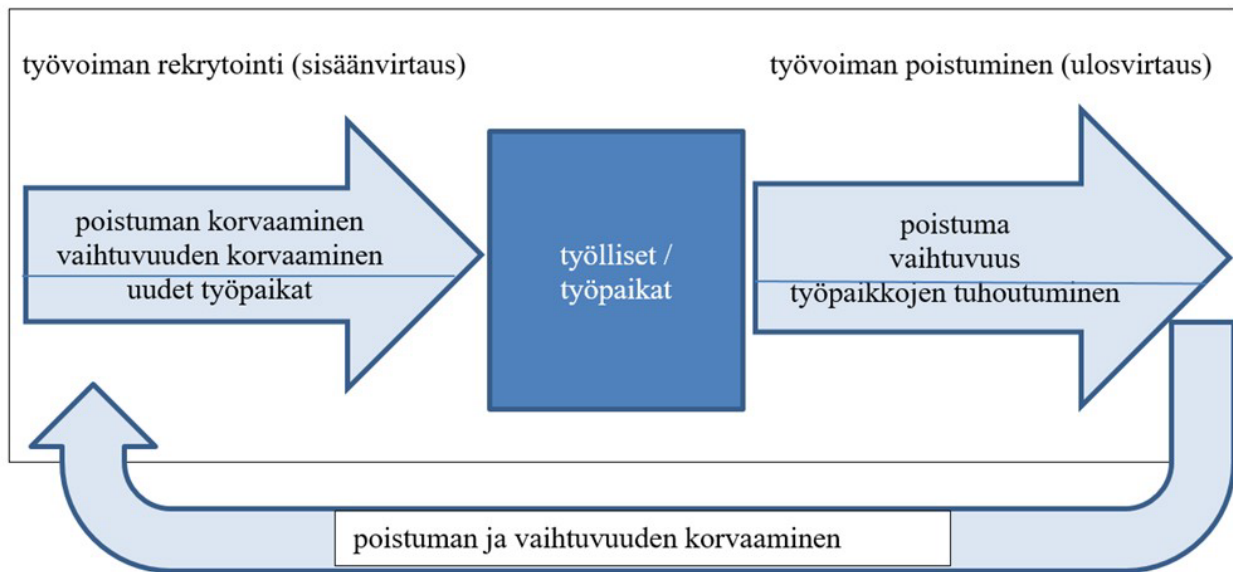 työvoiman rekrytointi (sisäänvirtaus)
työvoiman poistuminen (ulosvirtaus)
poistuman korvaaminen
vaihtuvuuden korvaaminen
uudet työpaikat
työlliset /
työpaikat
poistuma
vaihtuvuus
työpaikkojen tuhoutuminen
poistuman ja vaihtuvuuden korvaaminen